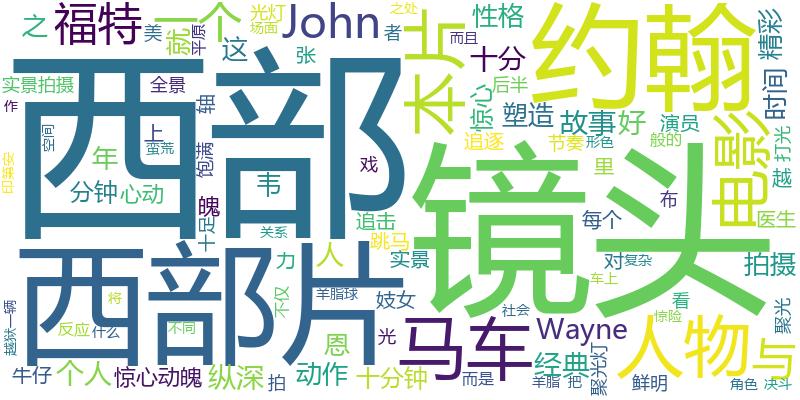 西部
镜头
约翰
西部片
马车
人物
电影
本片
John
福特
一个
Wayne
与
故事
塑造
十分
性格
精彩
时间
拍摄
好
惊心
动作
恩
经典
纵深
个人
惊心动魄
十分钟
分钟
心动
年
韦
魄
之
就
这
美
平原
光灯
场面
张
者
之处
而且
后半
实景拍摄
全景
轴
作
上
空间
蛮荒
饱满
印第安
戏
追逐
节奏
形色
演员
般的
越
打光
里
医生
布
每个
追击
跳马
关系
十足
力
人
实景
对
复杂
看
聚光
惊险
不仅
羊脂球
妓女
车上
社会
越狱
一辆
将
反应
什么
不同
光
牛仔
拍
而是
羊脂
把
聚光灯
鲜明
角色
决斗